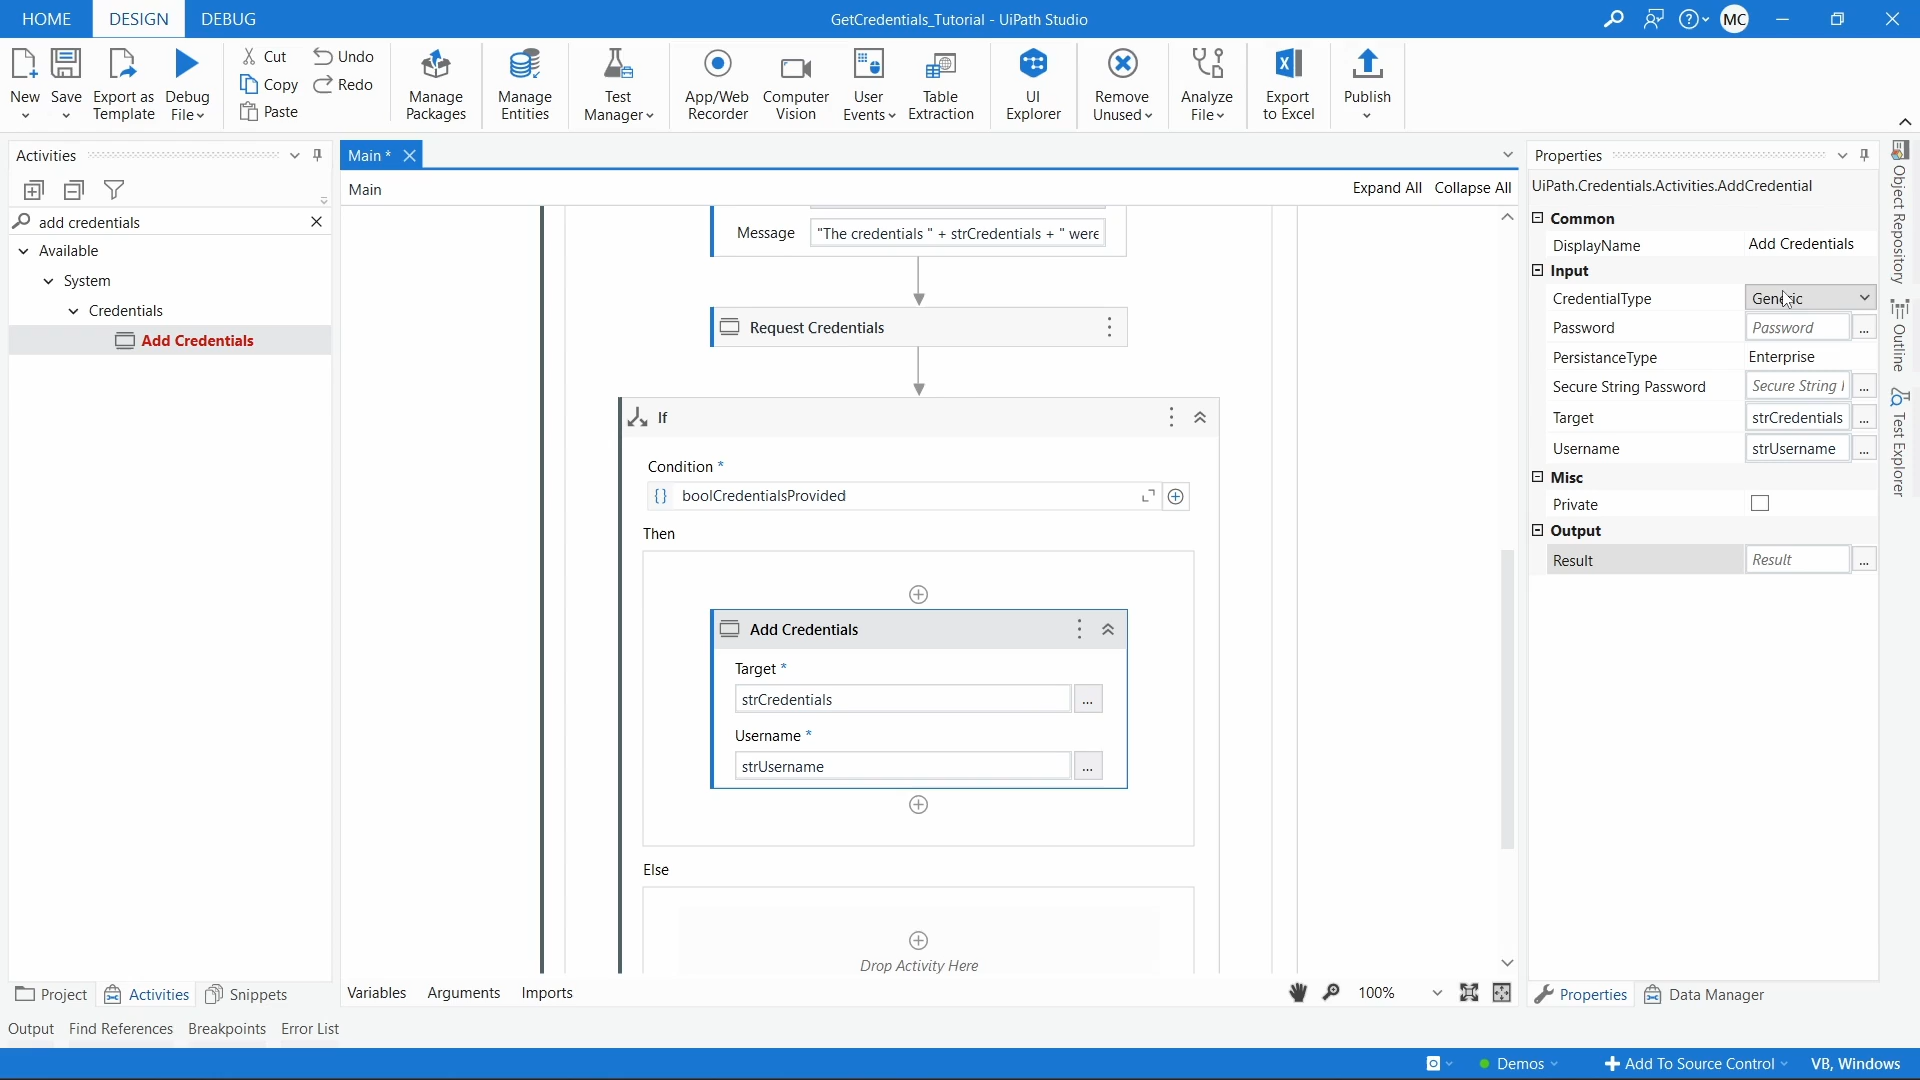 HOME DESIGN DEBUG GetCredentials_Tutorial - UiPath Studio MC
New Save Export as Template Debug File
Cut Copy Paste Undo Redo
Manage Packages Manage Entities Test Manager
App/Web Recorder Computer Vision User Events Table Extraction
UI Explorer Remove Unused Analyze File Export to Excel Publish
Activities
add credentials
Available
System
Credentials
Add Credentials
Project Activities Snippets
Main *
Main Expand All Collapse All
Message "The credentials " + strCredentials + " were
Request Credentials
If
Condition *
{} boolCredentialsProvided
Then
Add Credentials
Target *
strCredentials ...
Username *
strUsername ...
Else
Drop Activity Here
Variables Arguments Imports 100%
Properties
UiPath.Credentials.Activities.AddCredential
Common
DisplayName Add Credentials
Input
CredentialType Generic
Password Password ...
PersistanceType Enterprise
Secure String Password Secure String ...
Target strCredentials ...
Username strUsername ...
Misc
Private
Output
Result Result ...
Properties Data Manager
Object Repository
Outline
Test Explorer
Output Find References Breakpoints Error List
Demos Add To Source Control VB, Windows